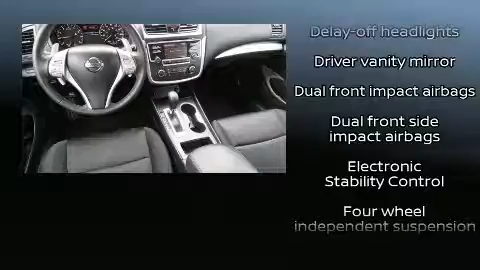 Delay-off headlights
Driver vanity mirror
Dual front impact airbags
Dual front side
impact airbags
Electronic
Stability Control
Four wheel
independent suspension